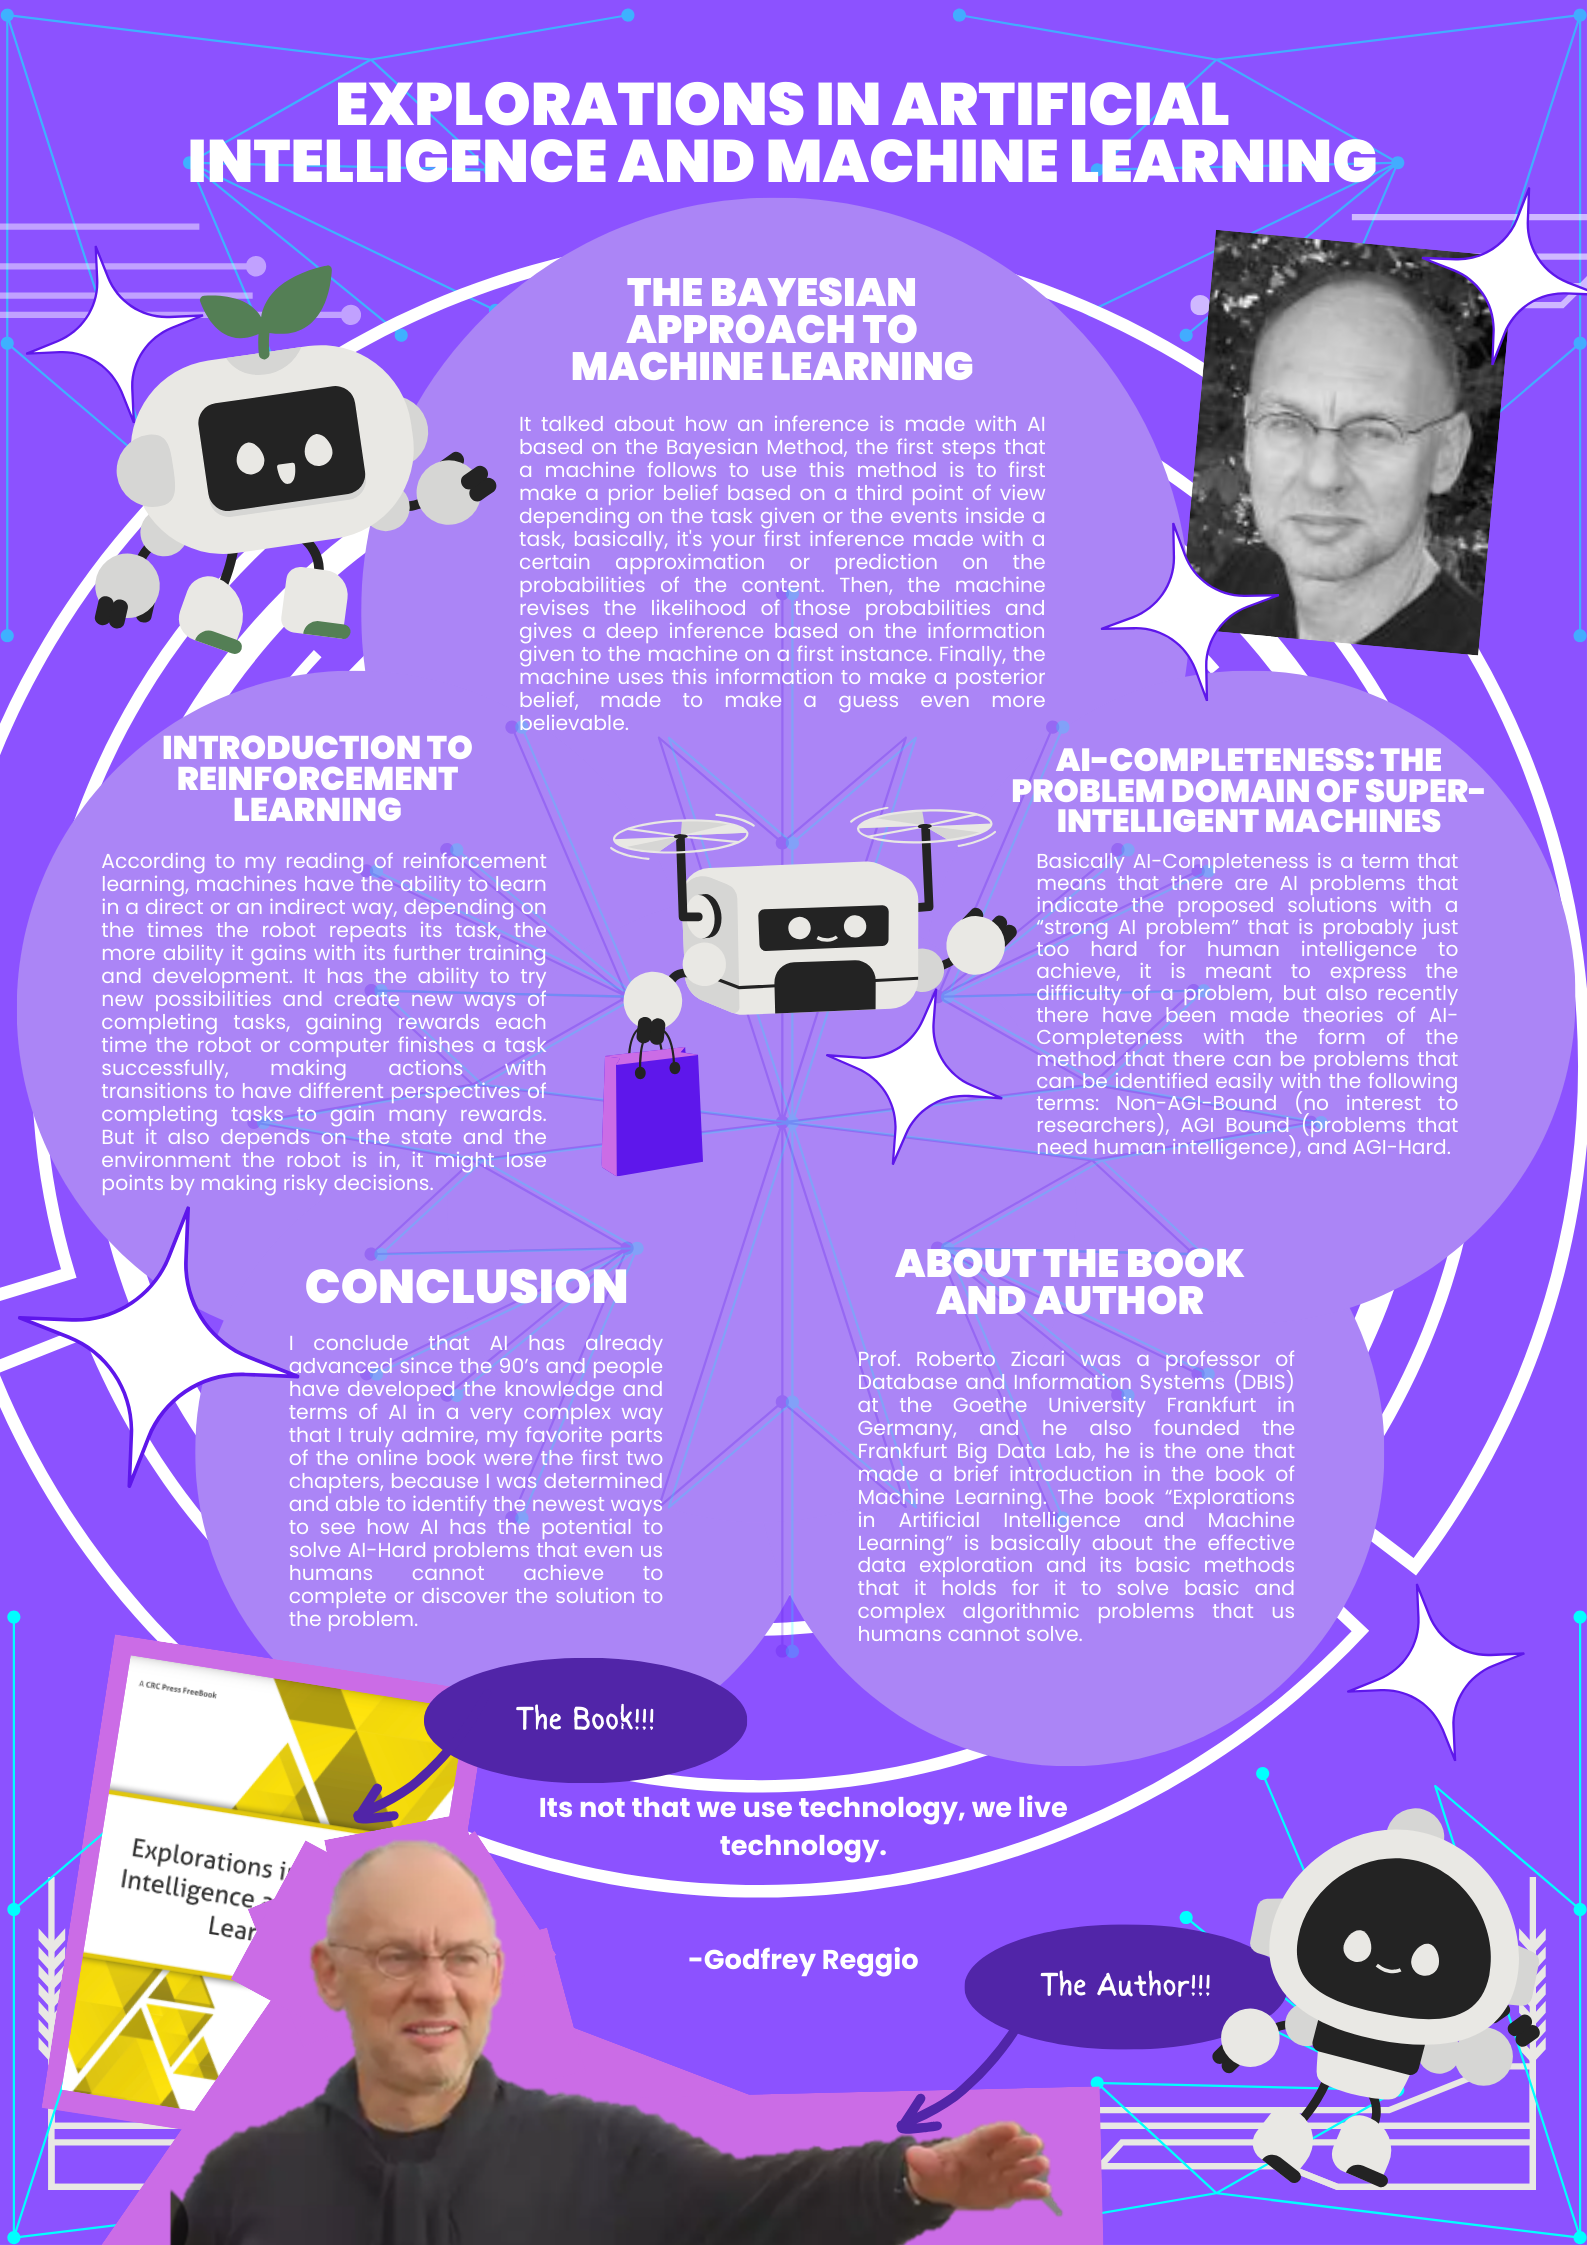 EXPLORATIONS IN ARTIFICIAL
INTELLIGENCE AND MACHINE LEARNING
THE BAYESIAN
APPROACH TO
MACHINE LEARNING
It talked about how an inference is made with AI
based on the Bayesian Method, the first steps that
a machine follows to use this method is to first
make a prior belief based on a third point of view
depending on the task given or the events inside a
task, basically, it's your first inference made with a
certain approximation or prediction on the
probabilities of the content. Then, the machine
revises the likelihood of those probabilities and
gives a deep inference based on the information
given to the machine on a first instance. Finally, the
machine uses this information to make a posterior
belief, made to make a guess even more
believable.
INTRODUCTION TO
REINFORCEMENT
LEARNING
According to my reading of reinforcement
learning, machines have the ability to learn
in a direct or an indirect way, depending on
the times the robot repeats its task, the
more ability it gains with its further training
and development. It has the ability to try
new possibilities and create new ways of
completing tasks, gaining rewards each
time the robot or computer finishes a task
successfully, making actions with
transitions to have different perspectives of
completing tasks to gain many rewards.
But it also depends on the state and the
environment the robot is in, it might lose
points by making risky decisions.
AI-COMPLETENESS: THE
PROBLEM DOMAIN OF SUPER-
INTELLIGENT MACHINES
Basically AI-Completeness is a term that
means that there are AI problems that
indicate the proposed solutions with a
“strong AI problem” that is probably just
too hard for human intelligence to
achieve, it is meant to express the
difficulty of a problem, but also recently
there have been made theories of AI-
Completeness with the form of the
method that there can be problems that
can be identified easily with the following
terms: Non-AGI-Bound (no interest to
researchers), AGI Bound (problems that
need human intelligence), and AGI-Hard.
CONCLUSION
I conclude that AI has already
advanced since the 90’s and people
have developed the knowledge and
terms of AI in a very complex way
that I truly admire, my favorite parts
of the online book were the first two
chapters, because I was determined
and able to identify the newest ways
to see how AI has the potential to
solve AI-Hard problems that even us
humans cannot achieve to
complete or discover the solution to
the problem.
ABOUT THE BOOK
AND AUTHOR
Prof. Roberto Zicari was a professor of
Database and Information Systems (DBIS)
at the Goethe University Frankfurt in
Germany, and he also founded the
Frankfurt Big Data Lab, he is the one that
made a brief introduction in the book of
Machine Learning. The book “Explorations
in Artificial Intelligence and Machine
Learning” is basically about the effective
data exploration and its basic methods
that it holds for it to solve basic and
complex algorithmic problems that us
humans cannot solve.
A CRC Press FreeBook
The Book!!!
Explorations i
Intelligence a
Lear
Its not that we use technology, we live
technology.
-Godfrey Reggio
The Author!!!